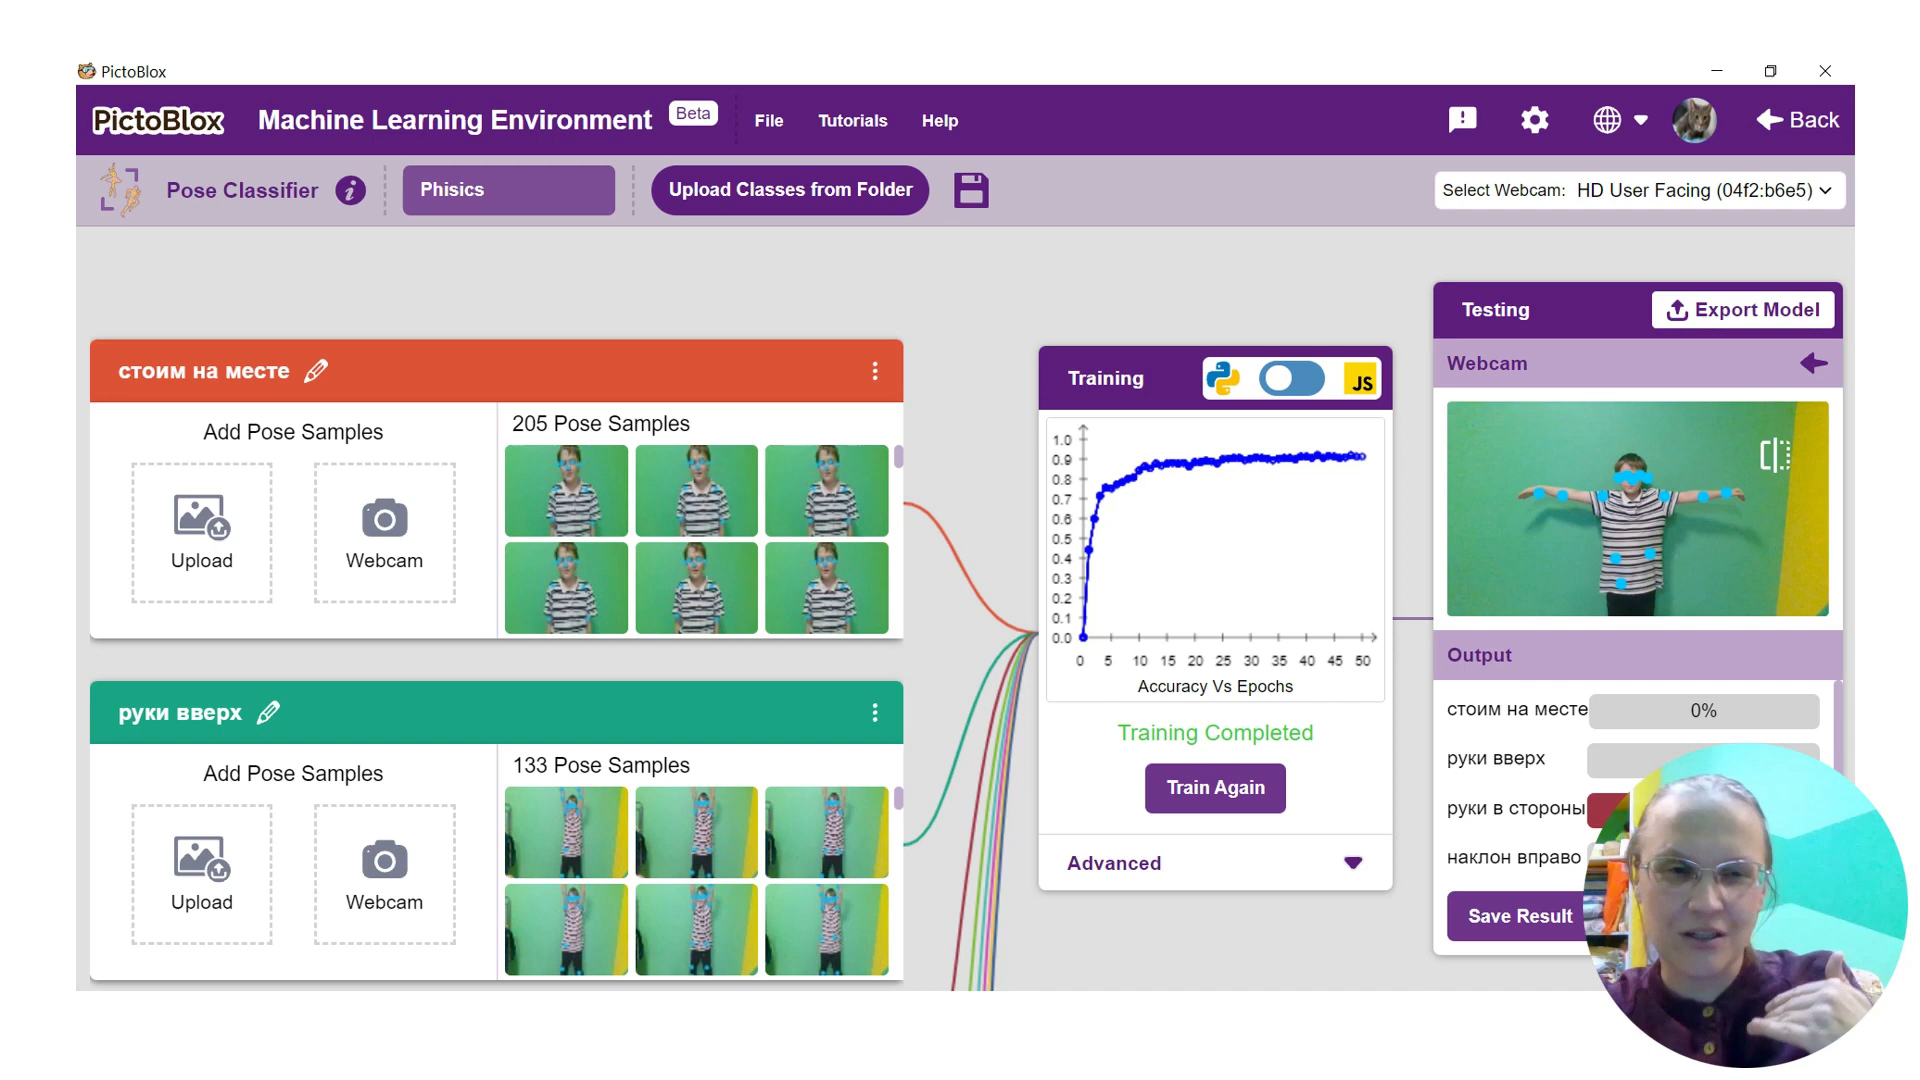 PictoBlox
PictoBlox
Machine Learning Environment
Beta
File
Tutorials
Help
Back
Pose Classifier
i
Phisics
Upload Classes from Folder
Select Webcam: HD User Facing (04f2:b6e5)
стоим на месте
Add Pose Samples
Upload
Webcam
205 Pose Samples
руки вверх
Add Pose Samples
Upload
Webcam
133 Pose Samples
Training
JS
1.0
0.9
0.8
0.7
0.6
0.5
0.4
0.3
0.2
0.1
0.0
0 5 10 15 20 25 30 35 40 45 50
Accuracy Vs Epochs
Training Completed
Train Again
Advanced
Testing
Export Model
Webcam
Output
стоим на месте
0%
руки вверх
руки в стороны
наклон вправо
Save Result